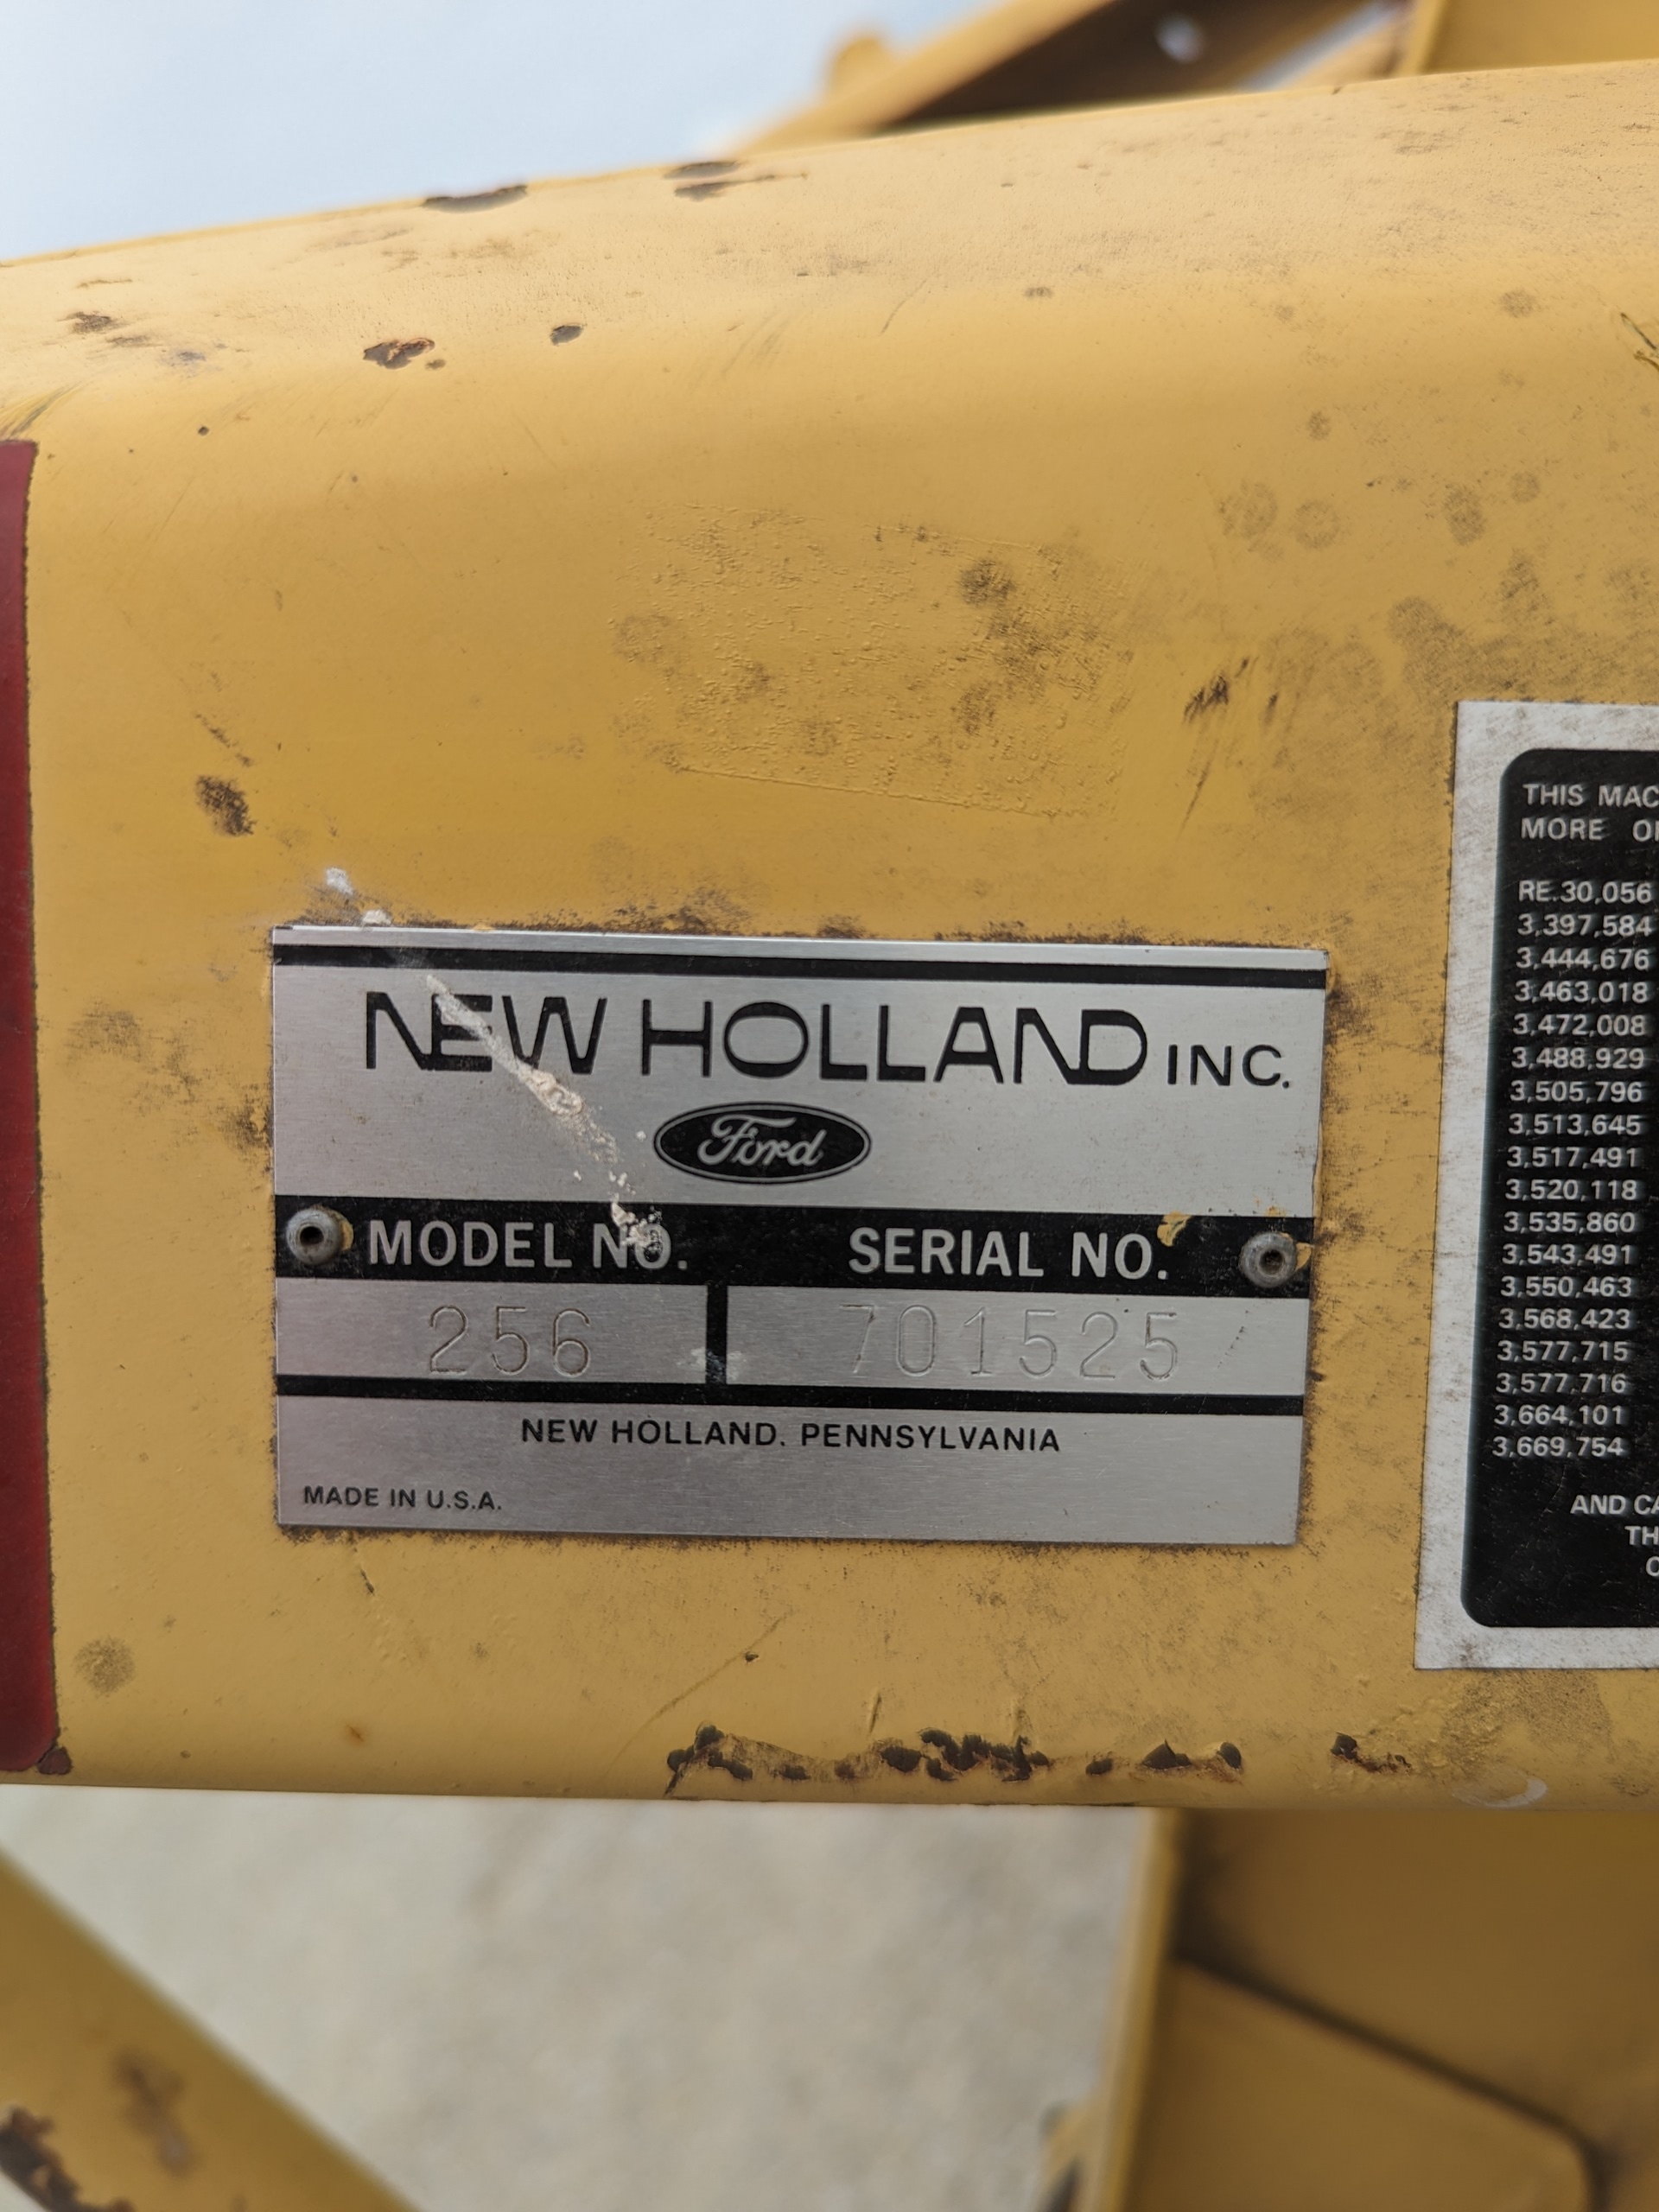 NEW HOLLAND INC.
Ford
MODEL NO. SERIAL NO.
256 701525
NEW HOLLAND, PENNSYLVANIA
MADE IN U.S.A.
THIS MAC
MORE O
RE.30,056
3,397,584
3,444,676
3,463,018
3,472,008
3,488,929
3,505,796
3,513,645
3,517,491
3,520,118
3,535,860
3,543,491
3,550,463
3,568,423
3,577,715
3,577,716
3,664,101
3,669,754
AND CA
TH